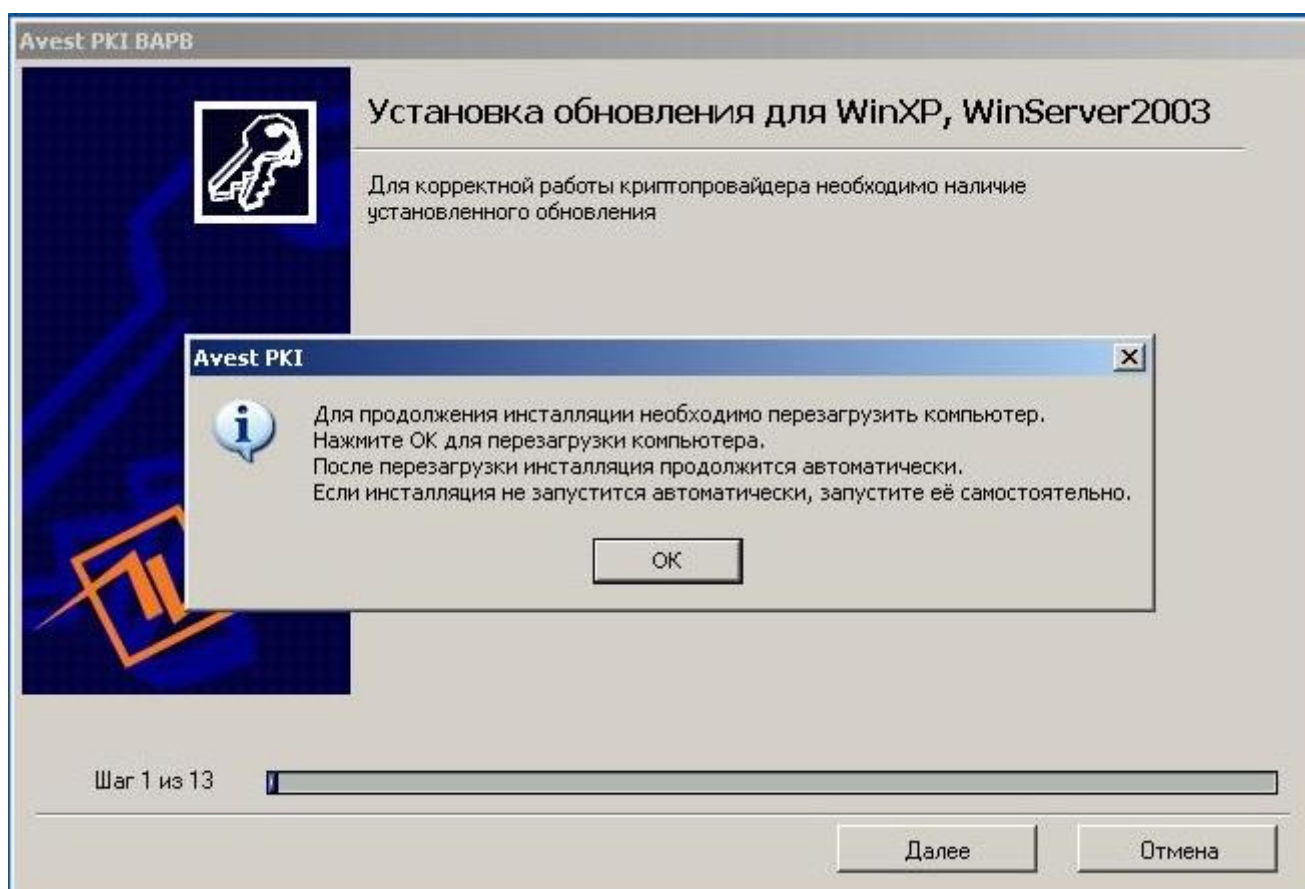 Avest PKI BAPB
Установка обновления для WinXP, WinServer2003
Для корректной работы криптопровайдера необходимо наличие
установленного обновления
Avest PKI
Для продолжения инсталляции необходимо перезагрузить компьютер.
Нажмите ОК для перезагрузки компьютера.
После перезагрузки инсталляция продолжится автоматически.
Если инсталляция не запустится автоматически, запустите её самостоятельно.
ОК
Шаг 1 из 13
Далее
Отмена